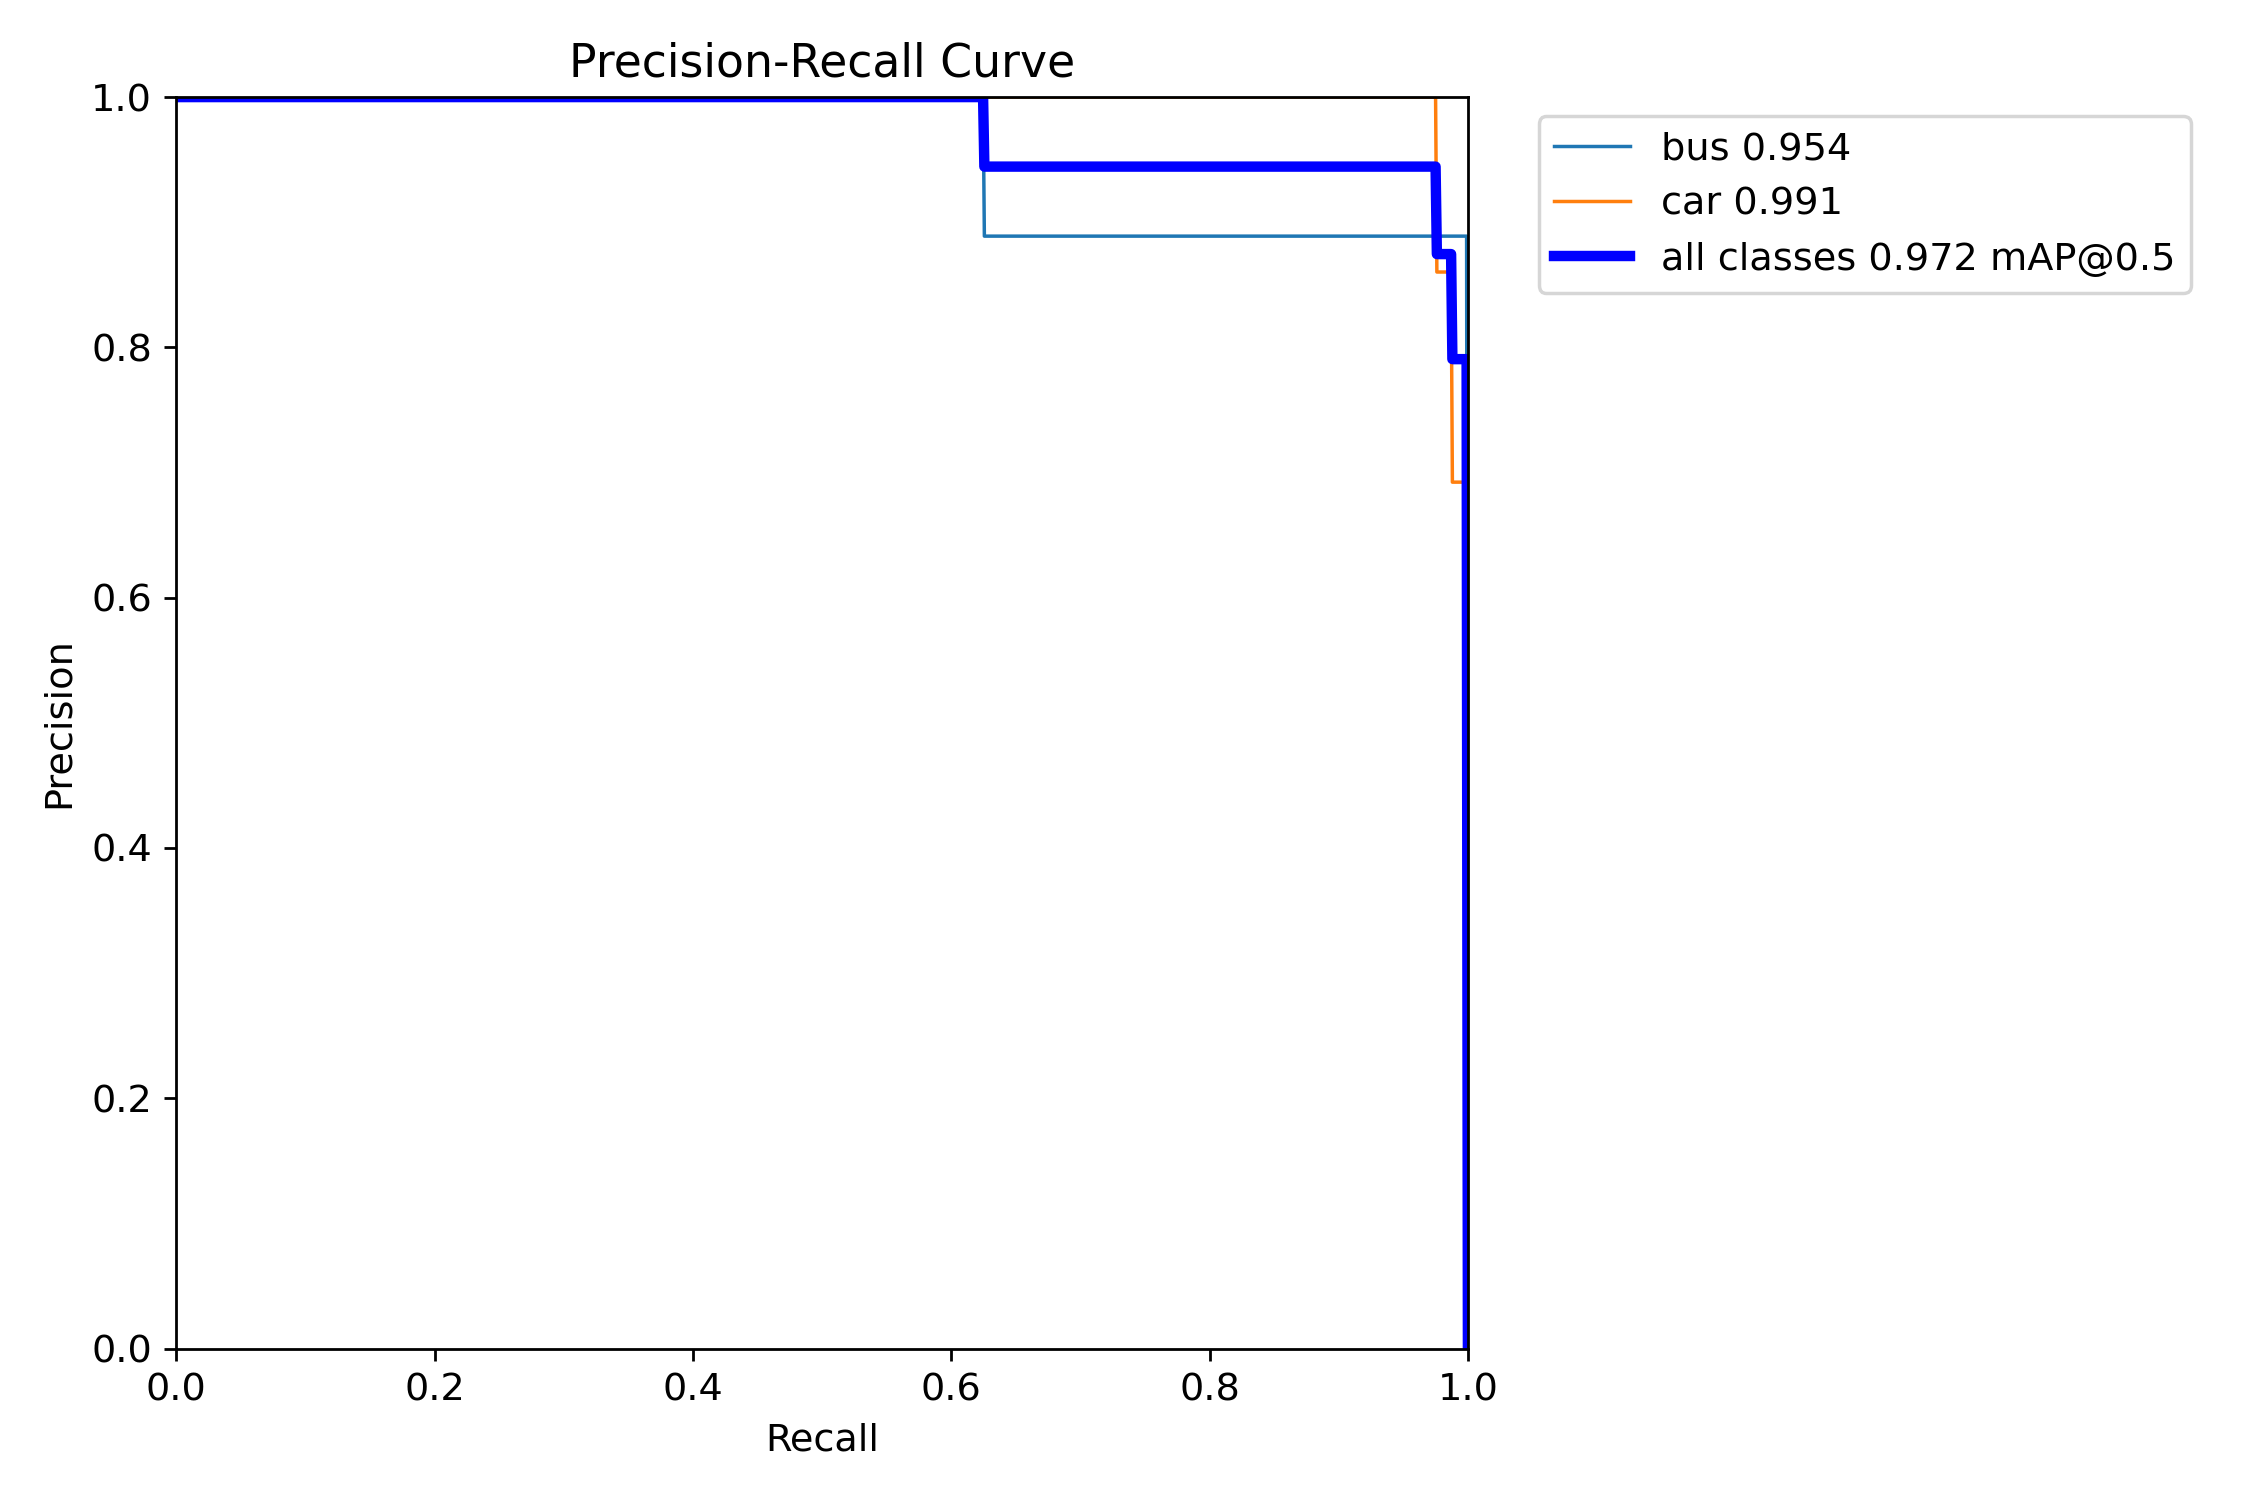 Precision-Recall Curve
1.0
0.8
0.6
0.4
0.2
0.0
Precision
0.0 0.2 0.4 0.6 0.8 1.0
Recall
bus 0.954
car 0.991
all classes 0.972 mAP@0.5